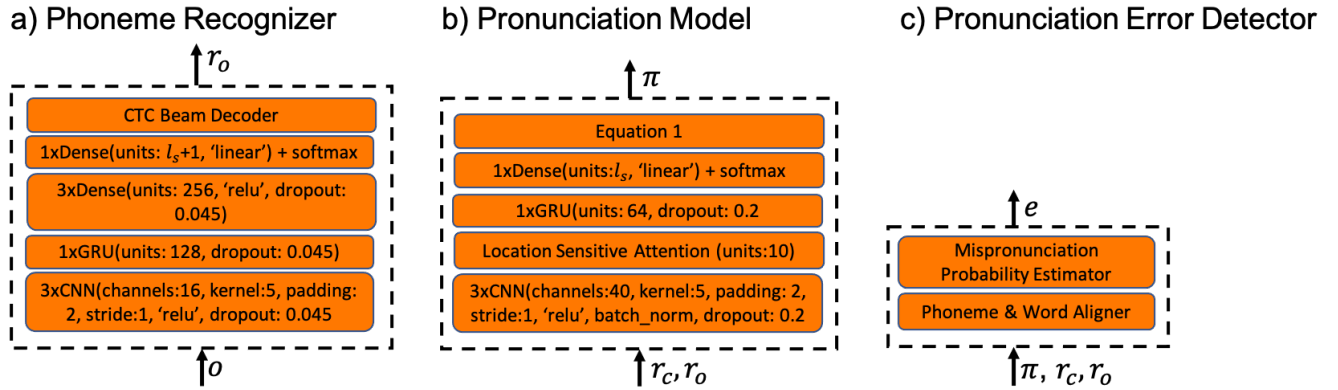 a) Phoneme Recognizer
r_o
CTC Beam Decoder
1xDense(units: l_s+1, ‘linear’) + softmax
3xDense(units: 256, ‘relu’, dropout:
0.045)
1xGRU(units: 128, dropout: 0.045)
3xCNN(channels:16, kernel:5, padding:
2, stride:1, ‘relu’, dropout: 0.045
o
b) Pronunciation Model
π
Equation 1
1xDense(units:l_s, ‘linear’) + softmax
1xGRU(units: 64, dropout: 0.2
Location Sensitive Attention (units:10)
3xCNN(channels:40, kernel:5, padding: 2,
stride:1, ‘relu’, batch_norm, dropout: 0.2
r_c, r_o
c) Pronunciation Error Detector
e
Mispronunciation
Probability Estimator
Phoneme & Word Aligner
π, r_c, r_o